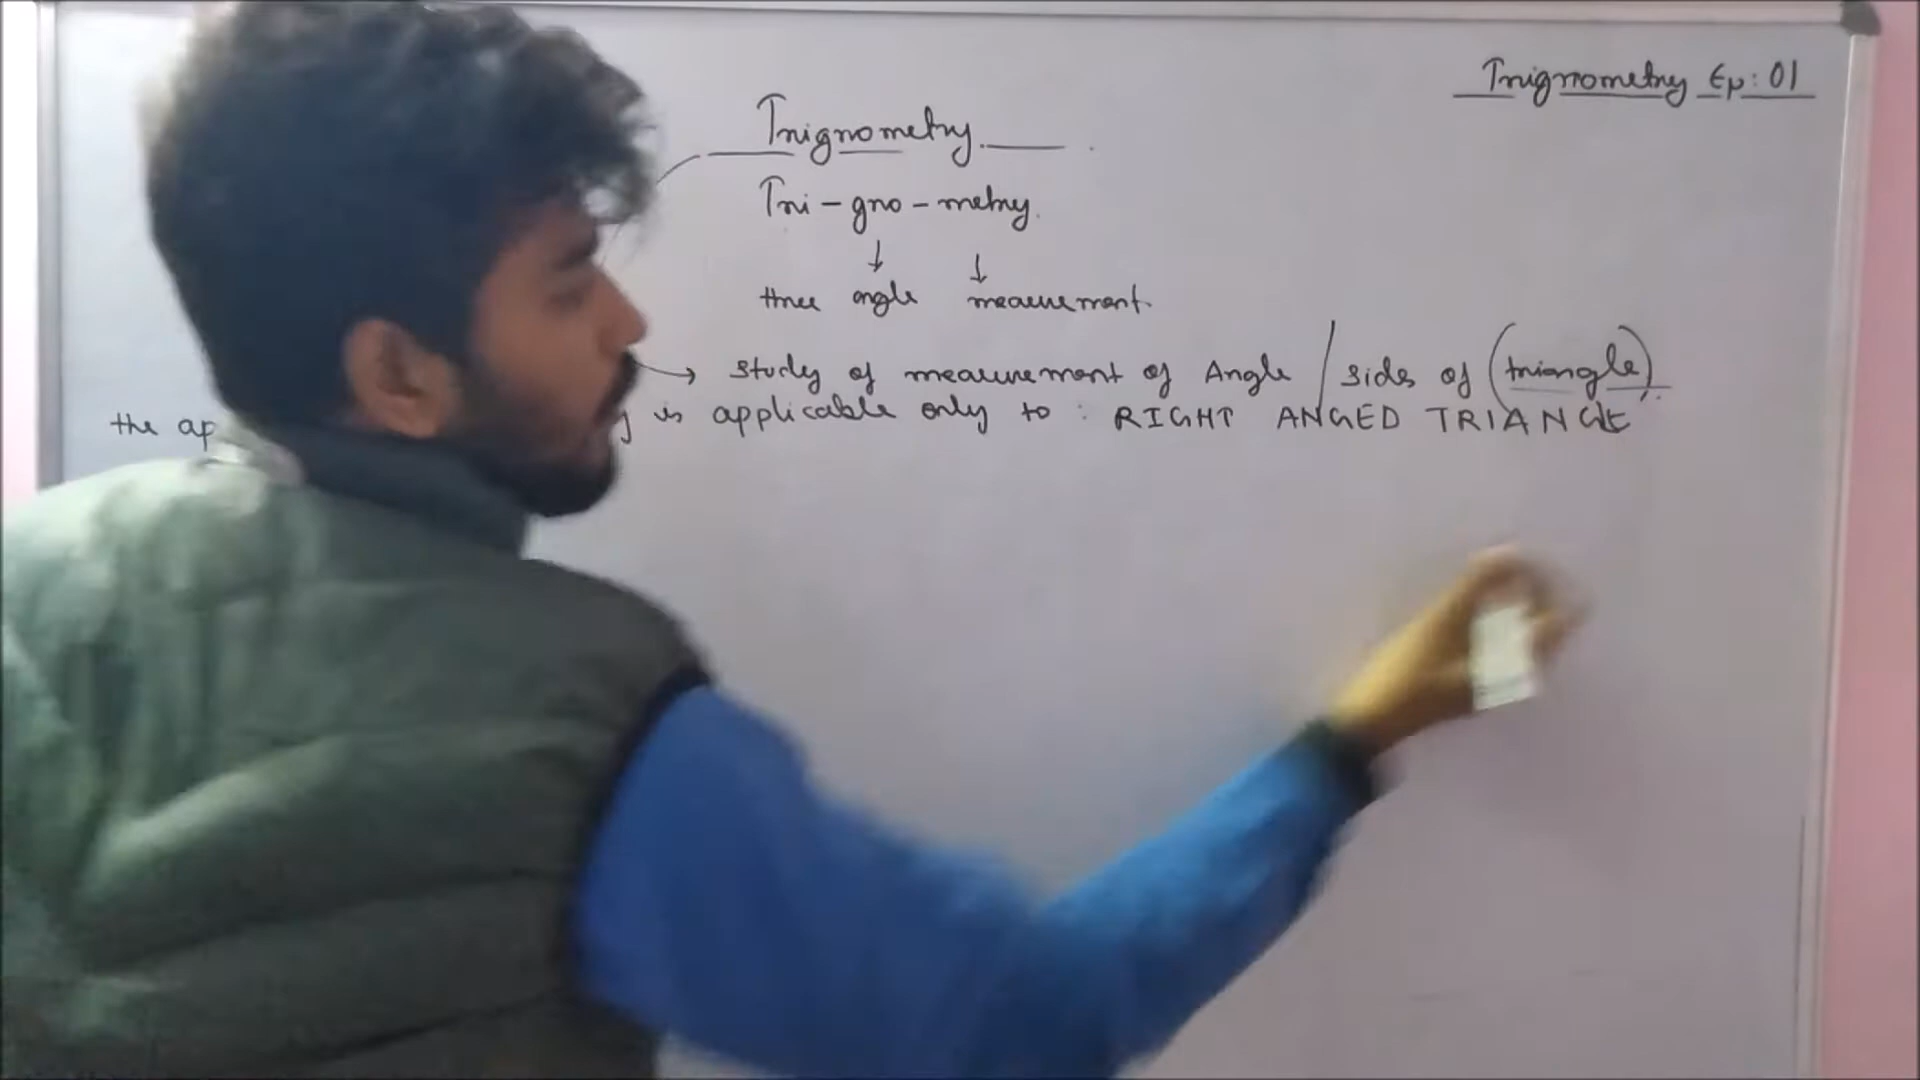 Trignometry Ep: 01
Trignometry
Tri - gno - metry.
three angle measurement.
→ study of measurement of Angle / sides of (triangle).
the ap is applicable only to : RIGHT ANGED TRIANGLE